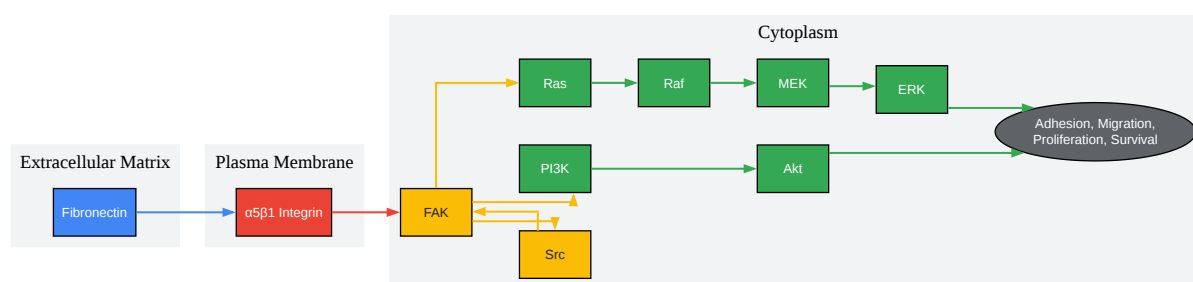 Extracellular Matrix
Fibronectin
Plasma Membrane
α5β1 Integrin
Cytoplasm
FAK
Src
PI3K
Akt
Ras
Raf
MEK
ERK
Adhesion, Migration,
Proliferation, Survival